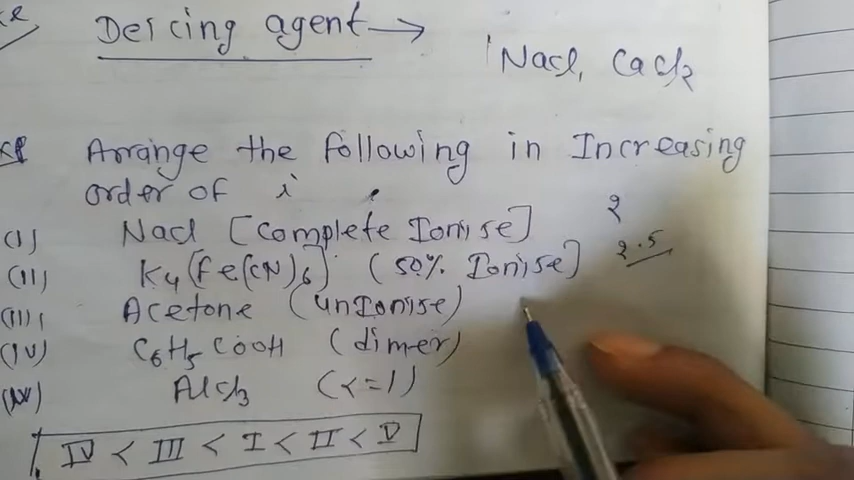 Deicing agent →
NaCl, CaCl2
Arrange the following in Increasing
order of i
(I) NaCl [complete Ionise] 2
(II) K4(Fe(CN)6) (50% Ionise] 2.5
(III) Acetone (unIonise)
(IV) C6H5COOH (dimer)
AlCl3 (α=1)
IV < III < I < II < V